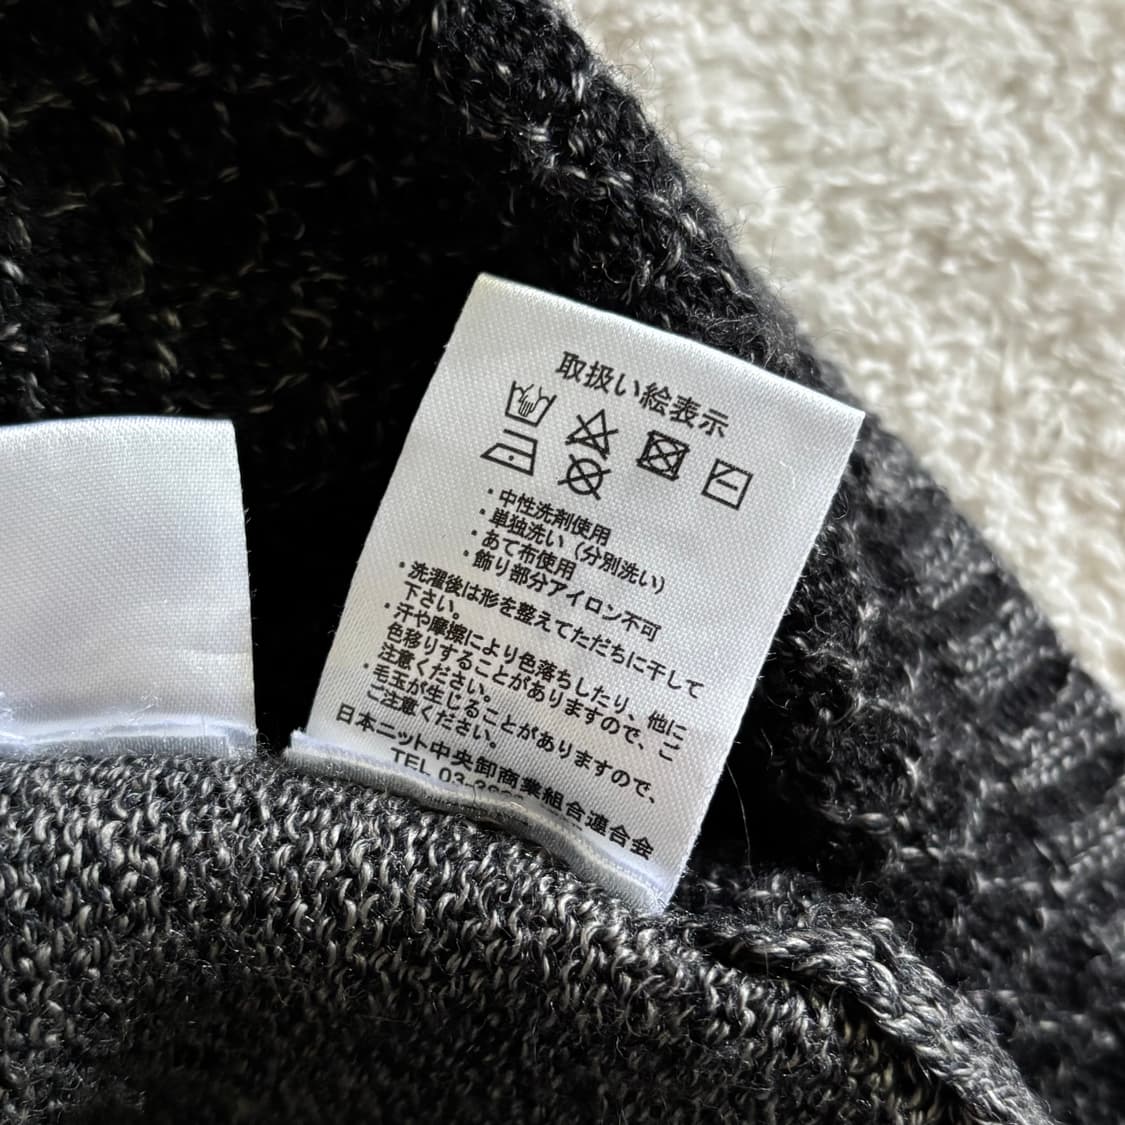 取扱い絵表示
・中性洗剤使用
・単独洗い（分別洗い）
・あて布使用
・飾り部分アイロン不可
・洗濯後は形を整えてただちに干して
下さい。
・汗や摩擦により色落ちしたり、他に
色移りすることがありますので、ご
注意ください。
・毛玉が生じることがありますので、
ご注意ください。
日本ニット中央卸商業組合連合会
TEL 03-